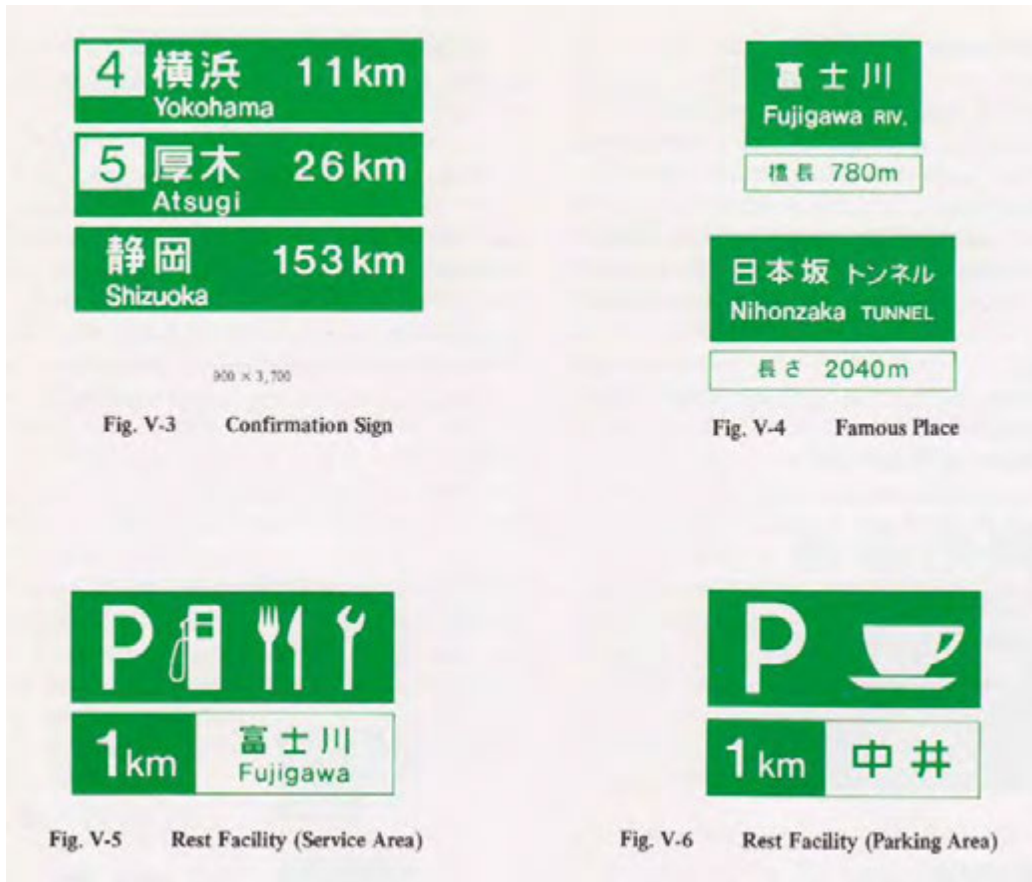 4 横浜 11km
Yokohama
5 厚木 26km
Atsugi
静岡 153km
Shizuoka
900 × 3,700
Fig. V-3 Confirmation Sign
富士川
Fujigawa RIV.
橋長 780m
日本坂 トンネル
Nihonzaka TUNNEL
長さ 2040m
Fig. V-4 Famous Place
P
1km 富士川
Fujigawa
Fig. V-5 Rest Facility (Service Area)
P
1km 中井
Fig. V-6 Rest Facility (Parking Area)